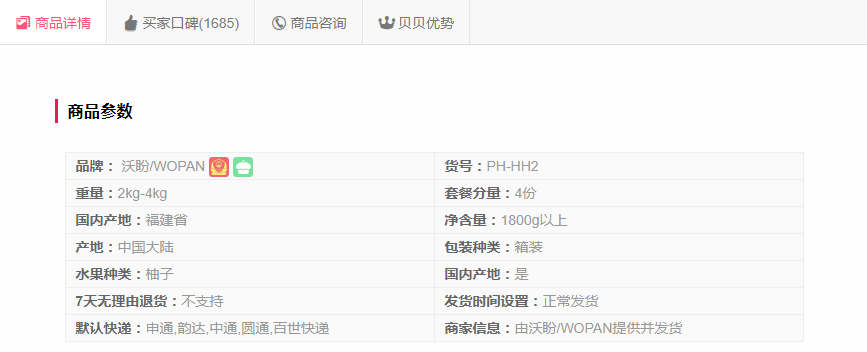 商品详情 买家口碑(1685) 商品咨询 贝贝优势
商品参数
品牌： 沃盼/WOPAN 货号：PH-HH2
重量：2kg-4kg 套餐分量：4份
国内产地：福建省 净含量：1800g以上
产地：中国大陆 包装种类：箱装
水果种类：柚子 国内产地：是
7天无理由退货：不支持 发货时间设置：正常发货
默认快递：申通,韵达,中通,圆通,百世快递 商家信息：由沃盼/WOPAN提供并发货